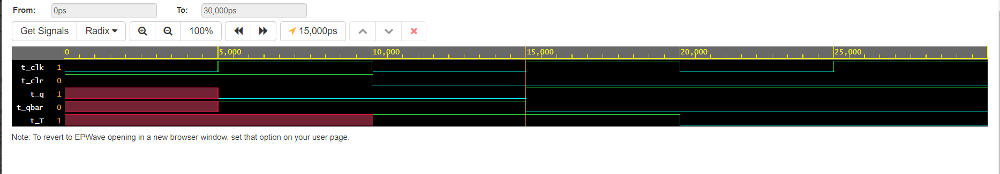 From: 0ps To: 30,000ps
Get Signals Radix 100% 15,000ps
0 5,000 10,000 15,000 20,000 25,000
t_clk 1
t_clr 0
t_q 1
t_qbar 0
t_T 1
Note: To revert to EPWave opening in a new browser window, set that option on your user page.